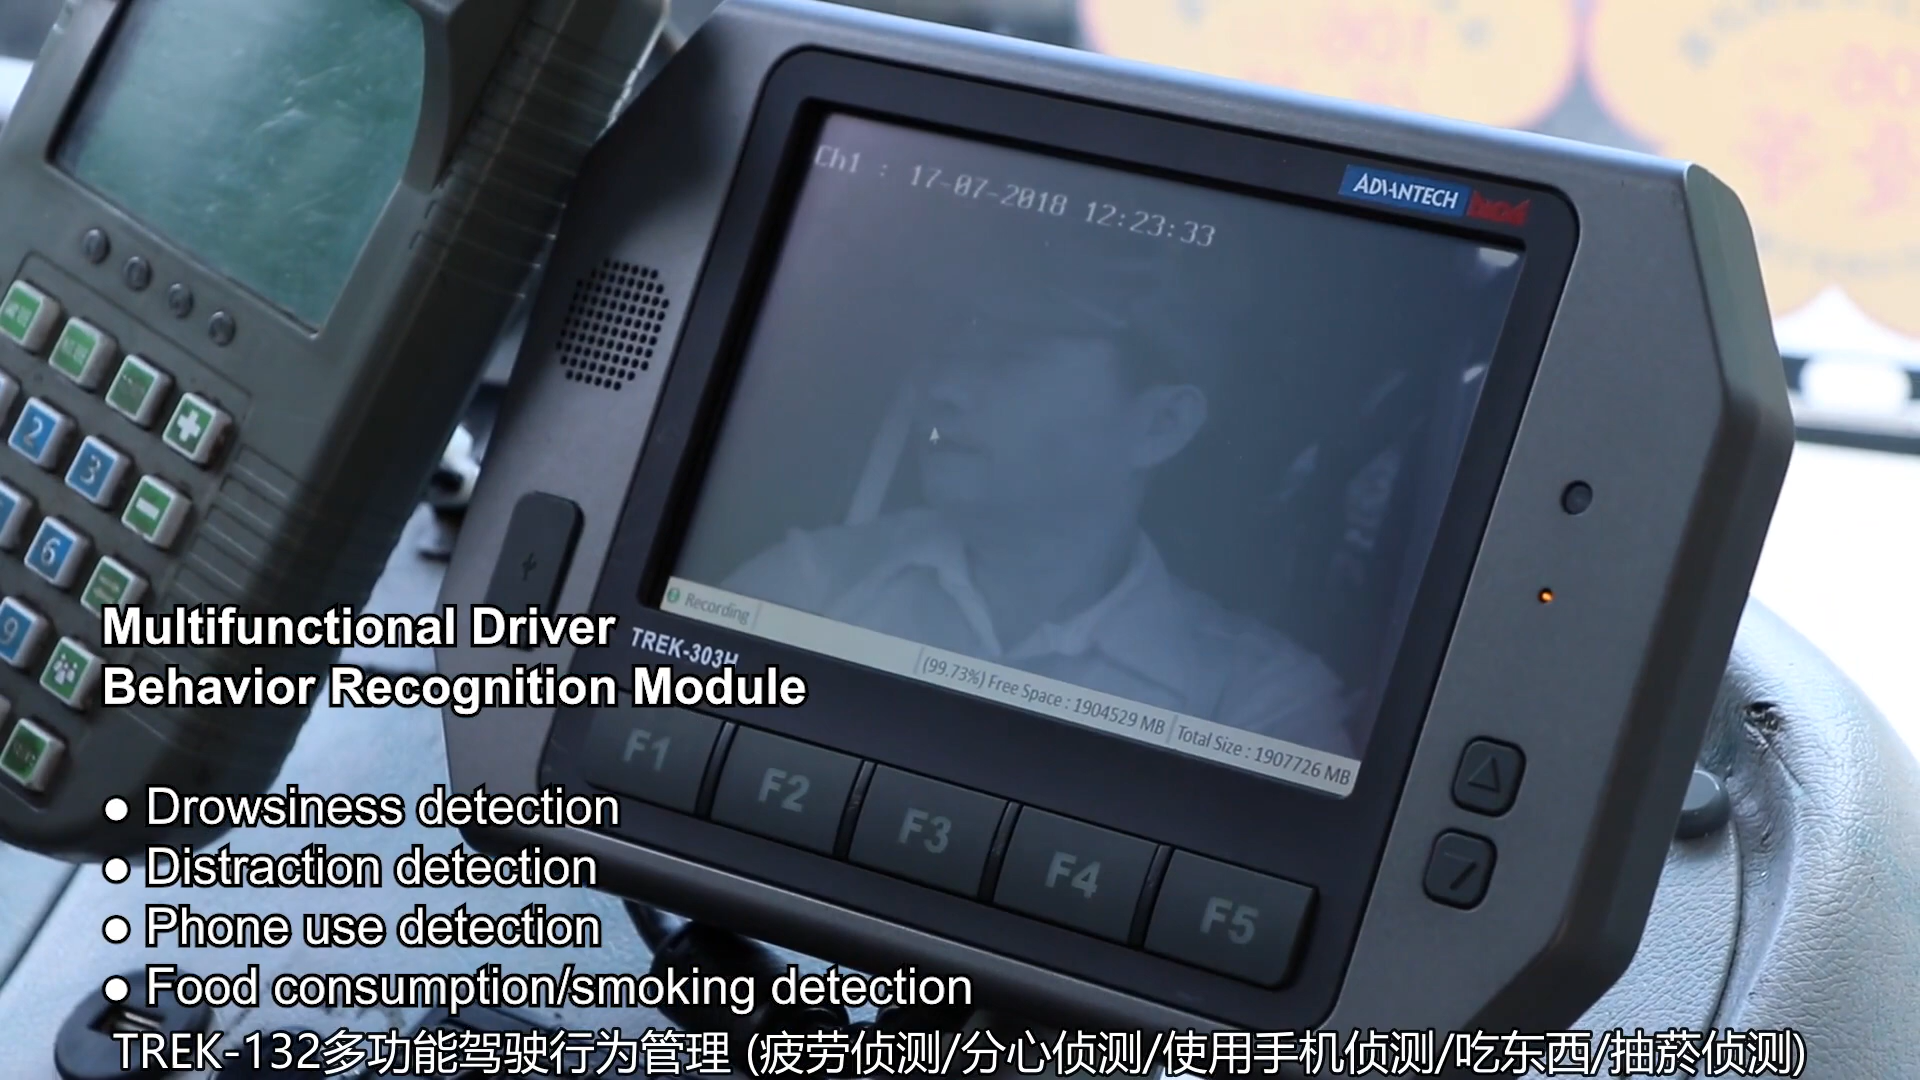 Ch1 : 17-07-2018 12:23:33
ADVANTECH
Recording
(99.73%) Free Space : 1904529 MB
Total Size : 1907726 MB
TREK-303H
F1
F2
F3
F4
F5
2
3
6
9
Multifunctional Driver
Behavior Recognition Module
● Drowsiness detection
● Distraction detection
● Phone use detection
● Food consumption/smoking detection
TREK-132多功能驾驶行为管理 (疲劳侦测/分心侦测/使用手机侦测/吃东西/抽菸侦测)